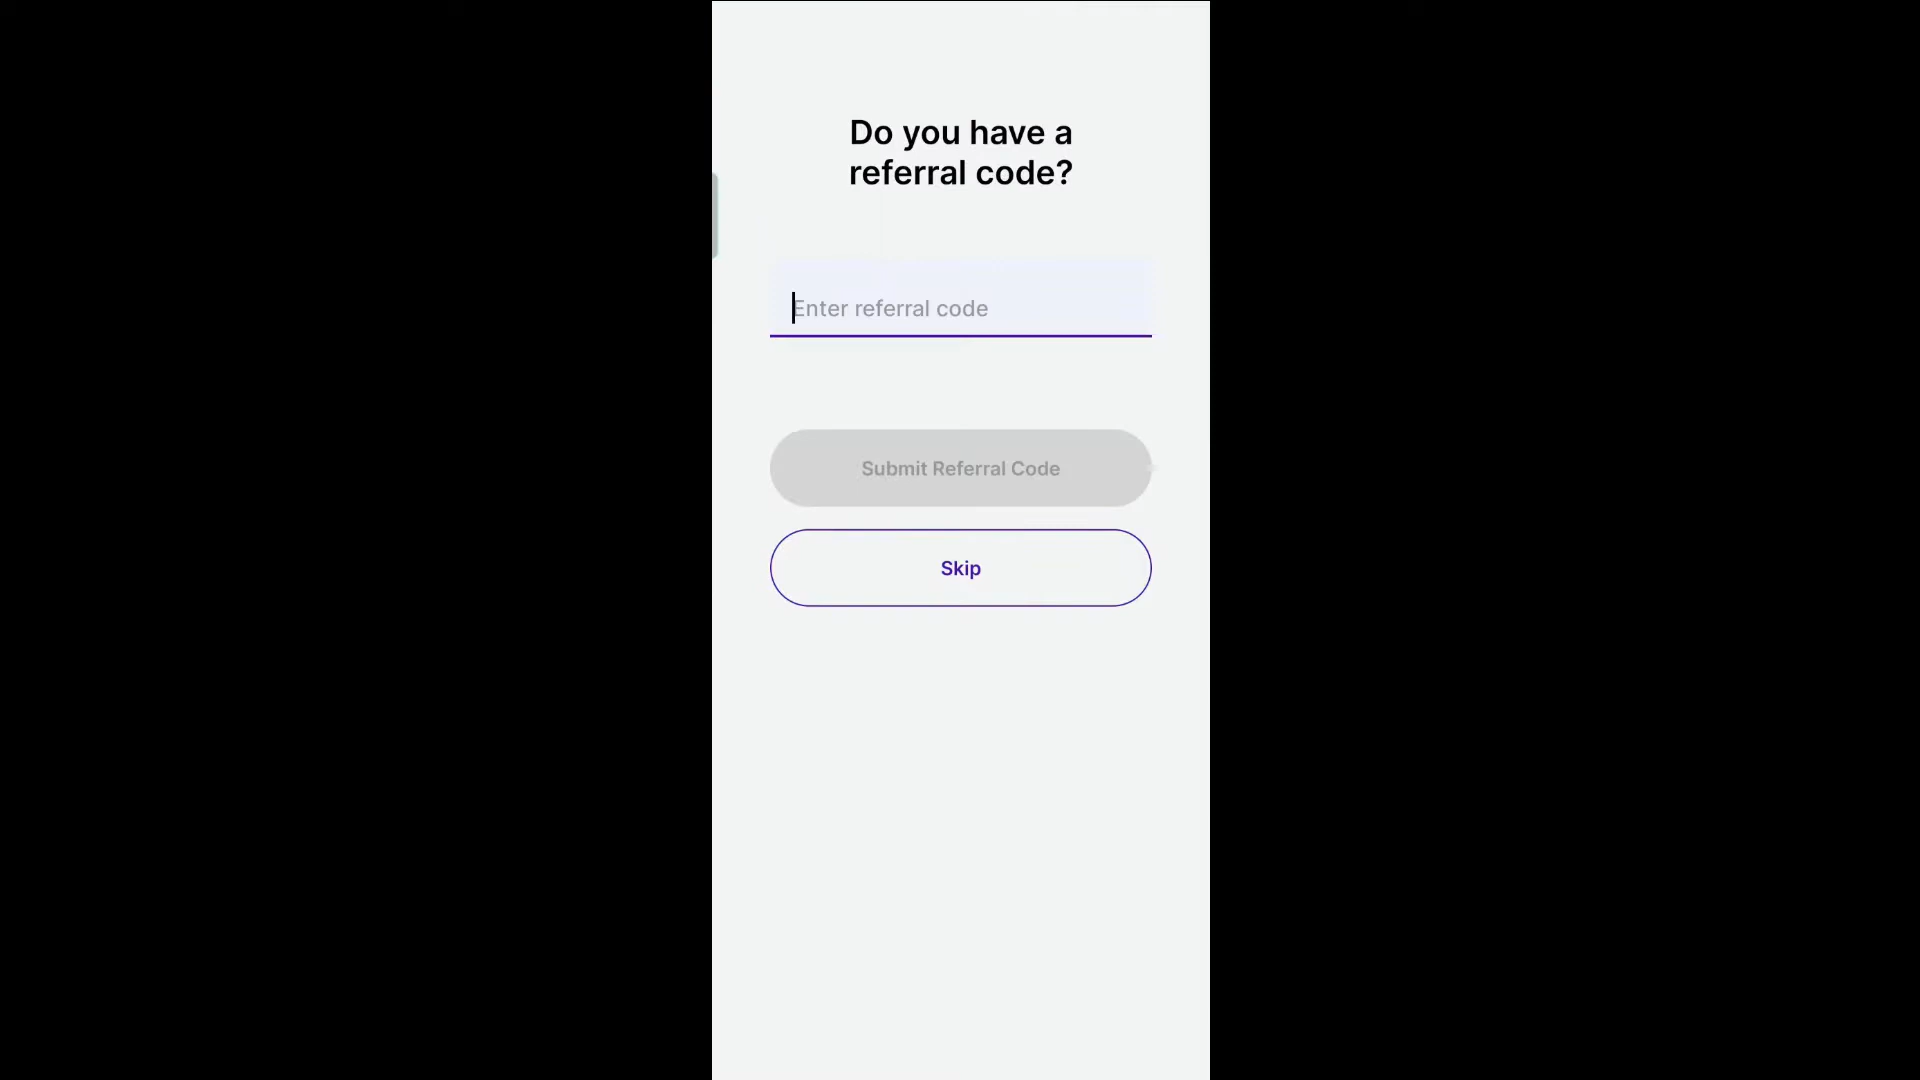 Do you have a
referral code?
Enter referral code
Submit Referral Code
Skip